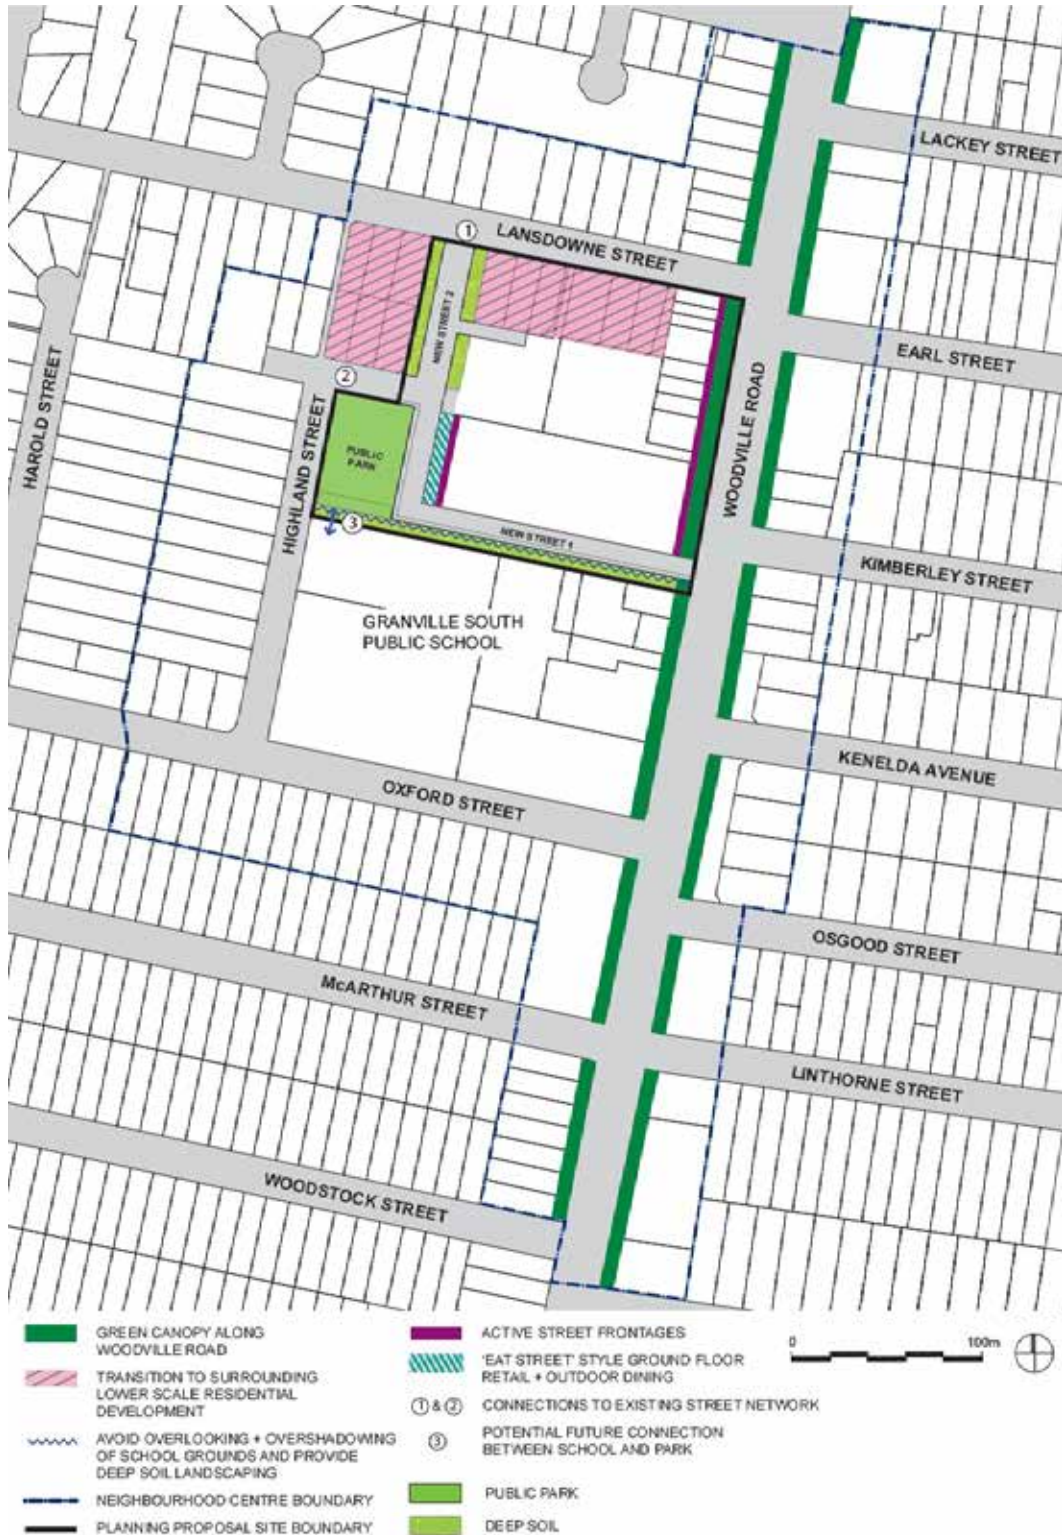 LACKEY STREET
1
LANSDOWNE STREET
NEW STREET 2
EARL STREET
2
HAROLD STREET
HIGHLAND STREET
PUBLIC
PARK
WOODVILLE ROAD
3
NEW STREET 1
KIMBERLEY STREET
GRANVILLE SOUTH
PUBLIC SCHOOL
KENELDA AVENUE
OXFORD STREET
OSGOOD STREET
McARTHUR STREET
LINTHORNE STREET
WOODSTOCK STREET
GREEN CANOPY ALONG
WOODVILLE ROAD
TRANSITION TO SURROUNDING
LOWER SCALE RESIDENTIAL
DEVELOPMENT
AVOID OVERLOOKING + OVERSHADOWING
OF SCHOOL GROUNDS AND PROVIDE
DEEP SOIL LANDSCAPING
NEIGHBOURHOOD CENTRE BOUNDARY
PLANNING PROPOSAL SITE BOUNDARY
ACTIVE STREET FRONTAGES
'EAT STREET' STYLE GROUND FLOOR
RETAIL + OUTDOOR DINING
1 & 2 CONNECTIONS TO EXISTING STREET NETWORK
3 POTENTIAL FUTURE CONNECTION
BETWEEN SCHOOL AND PARK
PUBLIC PARK
DEEP SOIL
0 100m